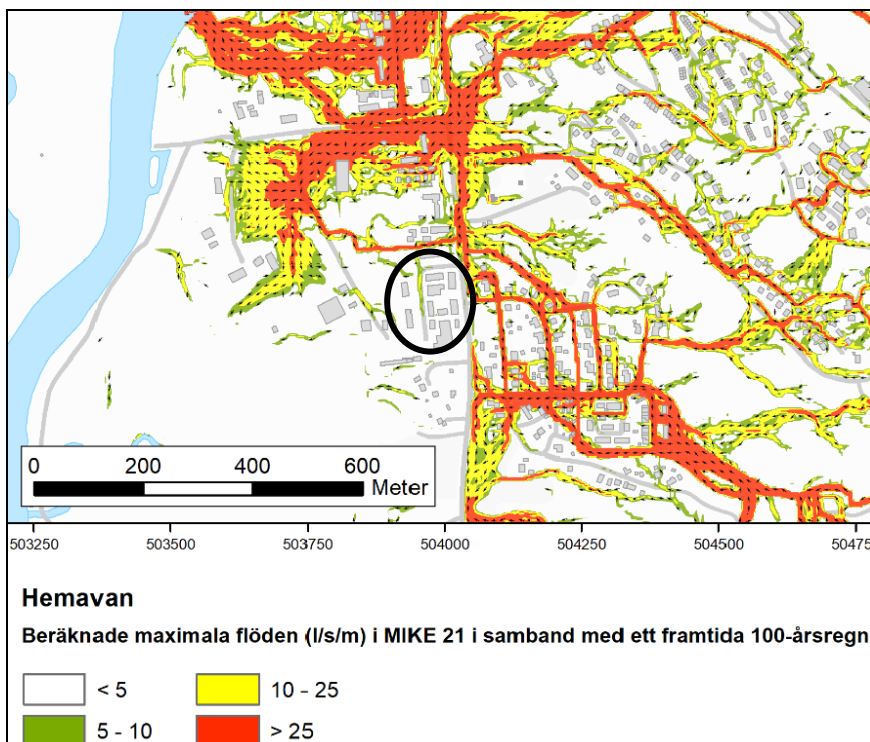 0 200 400 600
Meter
503250 503500 503750 504000 504250 504500 50475
Hemavan
Beräknade maximala flöden (l/s/m) i MIKE 21 i samband med ett framtida 100-årsregn
< 5 10 - 25
5 - 10 > 25